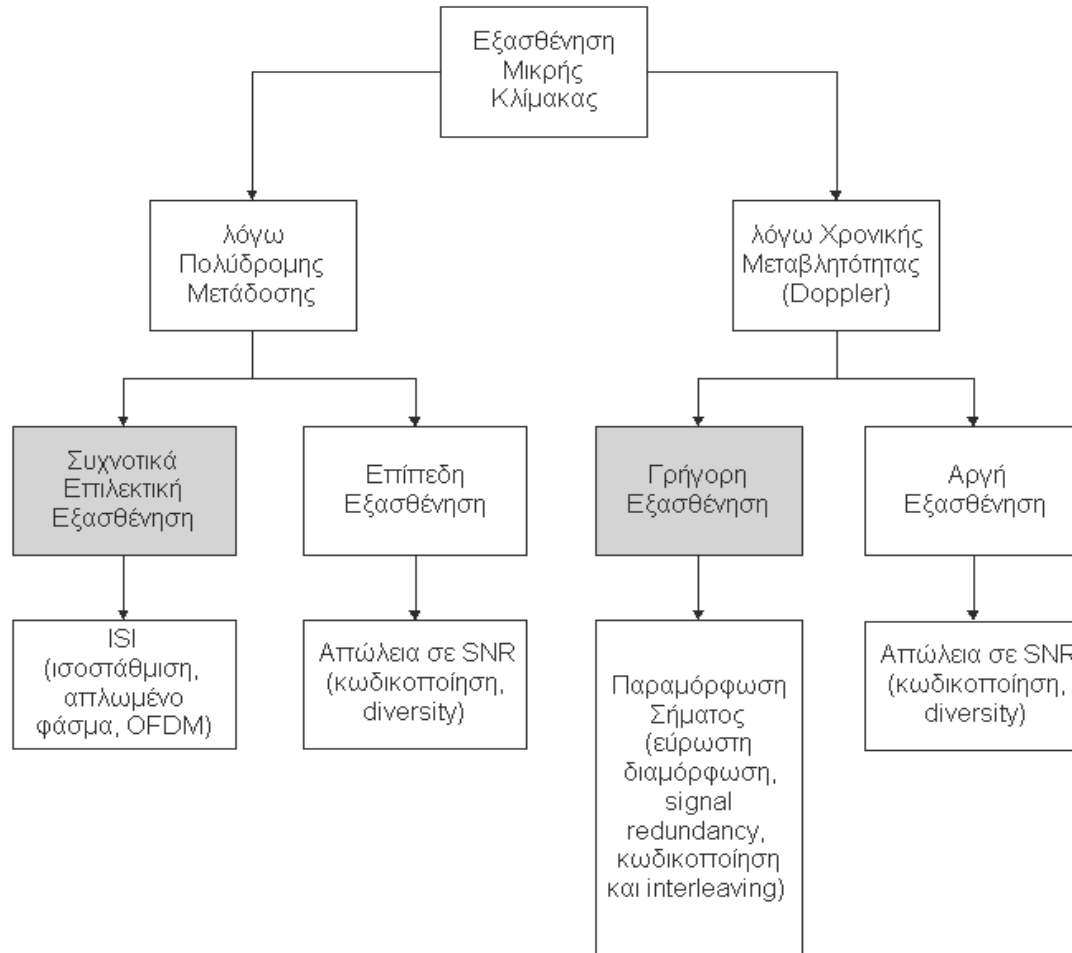 Εξασθένηση
Μικρής
Κλίμακας
λόγω
Πολύδρομης
Μετάδοσης
λόγω Χρονικής
Μεταβλητότητας
(Doppler)
Συχνοτικά
Επιλεκτική
Εξασθένηση
Επίπεδη
Εξασθένηση
Γρήγορη
Εξασθένηση
Αργή
Εξασθένηση
ISI
(ισοστάθμιση,
απλωμένο
φάσμα, OFDM)
Απώλεια σε SNR
(κωδικοποίηση,
diversity)
Παραμόρφωση
Σήματος
(εύρωστη
διαμόρφωση,
signal
redundancy,
κωδικοποίηση
και interleaving)
Απώλεια σε SNR
(κωδικοποίηση,
diversity)